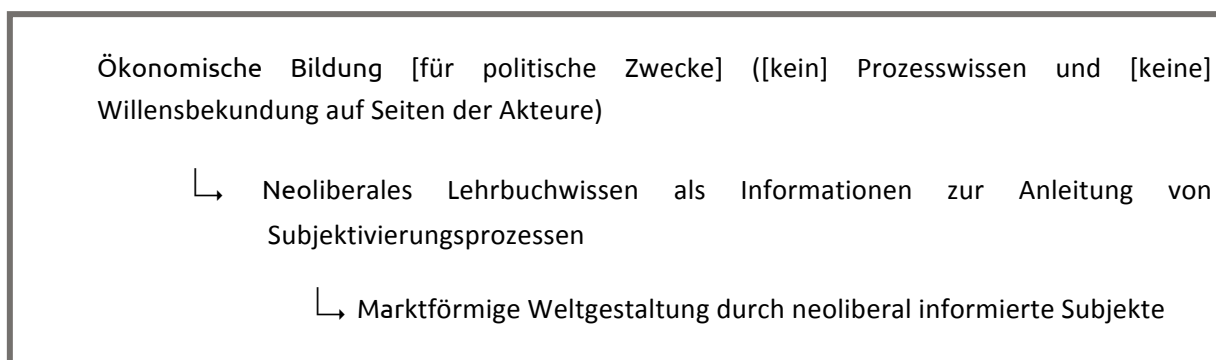 Ökonomische Bildung [für politische Zwecke] ([kein] Prozesswissen und [keine]
Willensbekundung auf Seiten der Akteure)
Neoliberales Lehrbuchwissen als Informationen zur Anleitung von
Subjektivierungsprozessen
Marktförmige Weltgestaltung durch neoliberal informierte Subjekte